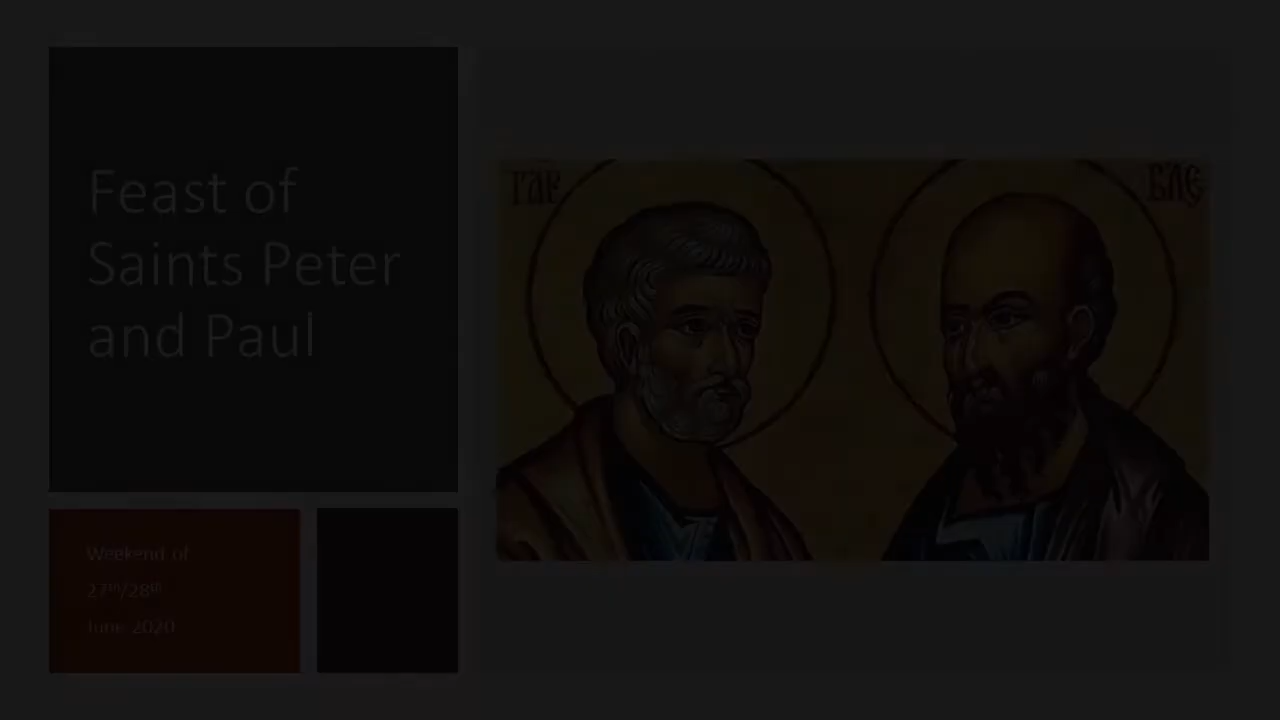 Feast of
Saints Peter
and Paul
Weekend of
27th/28th
June 2020